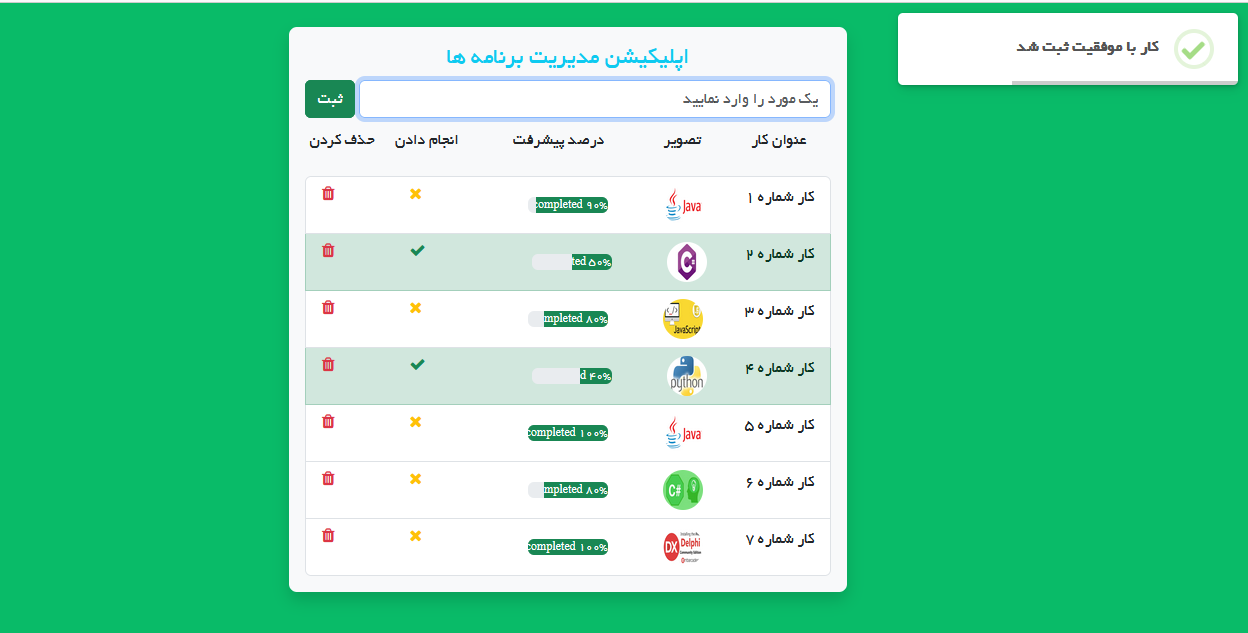 کار با موفقیت ثبت شد
اپلیکیشن مدیریت برنامه ها
یک مورد را وارد نمایید ثبت
عنوان کار تصویر درصد پیشرفت انجام دادن حذف کردن
کار شماره ۱ Java ۹۰% completed
کار شماره ۲ C# ۵۰% ted
کار شماره ۳ JavaScript ۸۰% mpleted
کار شماره ۴ python ۴۰% d
کار شماره ۵ Java ۱۰۰% completed
کار شماره ۶ C# ۸۰% mpleted
کار شماره ۷ DX Delphi ۱۰۰% completed